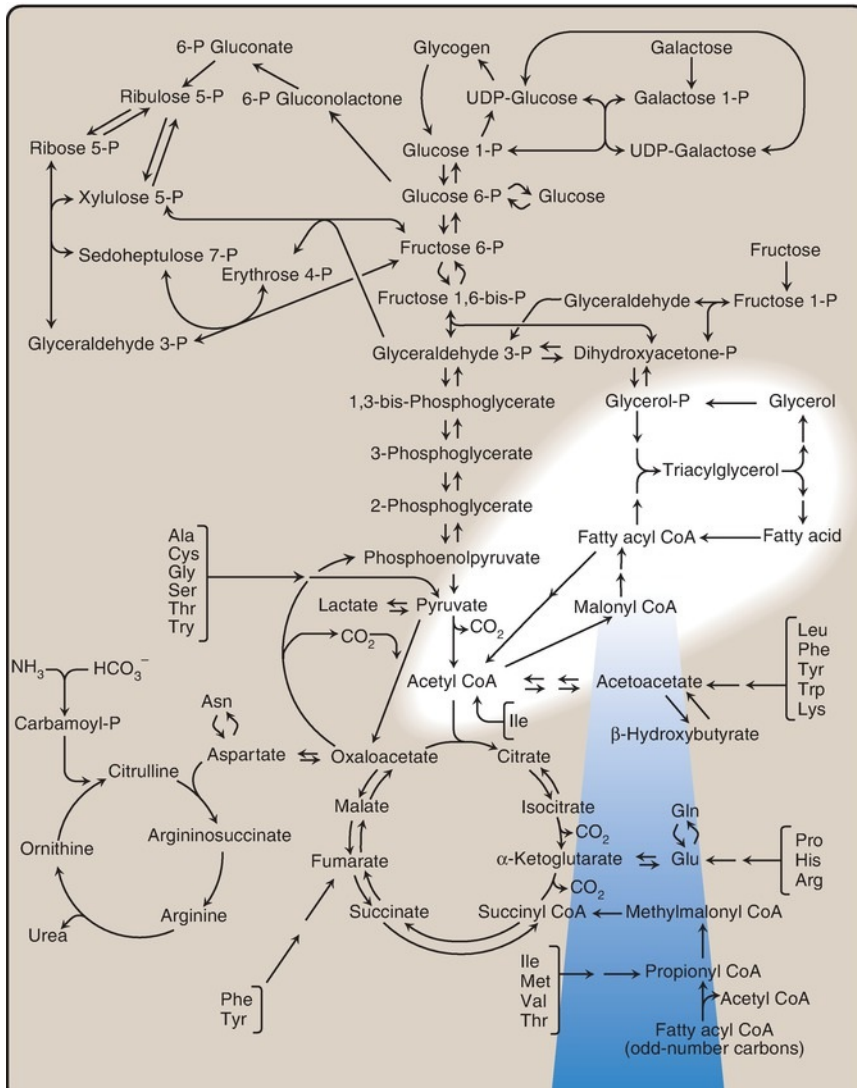 6-P Gluconate
Glycogen
Galactose
Ribulose 5-P
6-P Gluconolactone
UDP-Glucose
Galactose 1-P
Ribose 5-P
Glucose 1-P
UDP-Galactose
Xylulose 5-P
Glucose 6-P
Glucose
Sedoheptulose 7-P
Fructose 6-P
Fructose
Erythrose 4-P
Fructose 1,6-bis-P
Glyceraldehyde
Fructose 1-P
Glyceraldehyde 3-P
Glyceraldehyde 3-P
Dihydroxyacetone-P
1,3-bis-Phosphoglycerate
Glycerol-P
Glycerol
3-Phosphoglycerate
Triacylglycerol
2-Phosphoglycerate
Ala
Cys
Gly
Ser
Thr
Try
Fatty acyl CoA
Fatty acid
Phosphoenolpyruvate
Lactate
Pyruvate
Malonyl CoA
CO2
CO2
Leu
Phe
Tyr
Trp
Lys
NH3
HCO3−
Acetyl CoA
Acetoacetate
Asn
Ile
Carbamoyl-P
β-Hydroxybutyrate
Aspartate
Oxaloacetate
Citrate
Citrulline
Malate
Isocitrate
Gln
Ornithine
Argininosuccinate
CO2
Pro
His
Arg
Fumarate
α-Ketoglutarate
Glu
CO2
Arginine
Succinate
Succinyl CoA
Methylmalonyl CoA
Urea
Ile
Met
Val
Thr
Propionyl CoA
Phe
Tyr
Acetyl CoA
Fatty acyl CoA
(odd-number carbons)